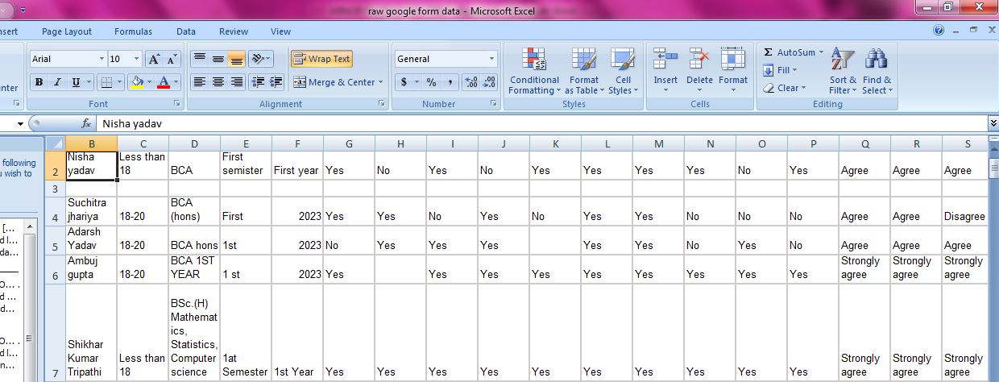 raw google form data - Microsoft Excel
nsert Page Layout Formulas Data Review View
Arial 10 A A Wrap Text General Conditional Formatting Format as Table Cell Styles Insert Delete Format Σ AutoSum Fill Clear Sort & Filter Find & Select
nter B I U A Merge & Center $ % , .00 .0
Font Alignment Number Styles Cells Editing
fx Nisha yadav
B C D E F G H I J K L M N O P Q R S
following
u wish to
2 Nisha yadav Less than 18 BCA First semister First year Yes No Yes No Yes Yes Yes Yes No Yes Agree Agree Agree
3
4 Suchitra jhariya 18-20 BCA (hons) First 2023 Yes Yes No Yes No Yes Yes No No No Agree Agree Disagree
5 Adarsh Yadav 18-20 BCA hons 1st 2023 No Yes Yes Yes Yes Yes No Yes No Agree Agree Agree
6 Ambuj gupta 18-20 BCA 1ST YEAR 1 st 2023 Yes Yes Yes Yes Yes Yes Yes Yes Yes Strongly agree Strongly agree Strongly agree
7 Shikhar Kumar Tripathi Less than 18 BSc.(H) Mathemat ics, Statistics, Computer science 1at Semester 1st Year Yes Yes Yes Yes Yes Yes Yes Yes Yes Yes Strongly agree Strongly agree Strongly agree